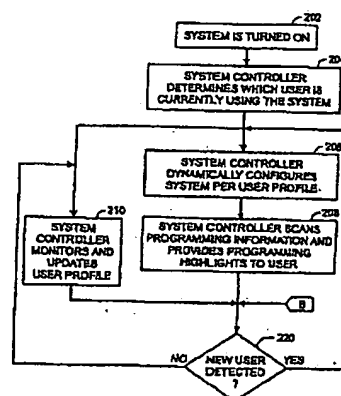 202
SYSTEM IS TURNED ON
204
SYSTEM CONTROLLER
DETERMINES WHICH USER IS
CURRENTLY USING THE SYSTEM
206
SYSTEM CONTROLLER
DYNAMICALLY CONFIGURES
SYSTEM PER USER PROFILE.
210
SYSTEM
CONTROLLER
MONITORS AND
UPDATES
USER PROFILE
208
SYSTEM CONTROLLER SCANS
PROGRAMMING INFORMATION AND
PROVIDES PROGRAMMING
HIGHLIGHTS TO USER
B
220
NO
NEW USER
DETECTED
?
YES